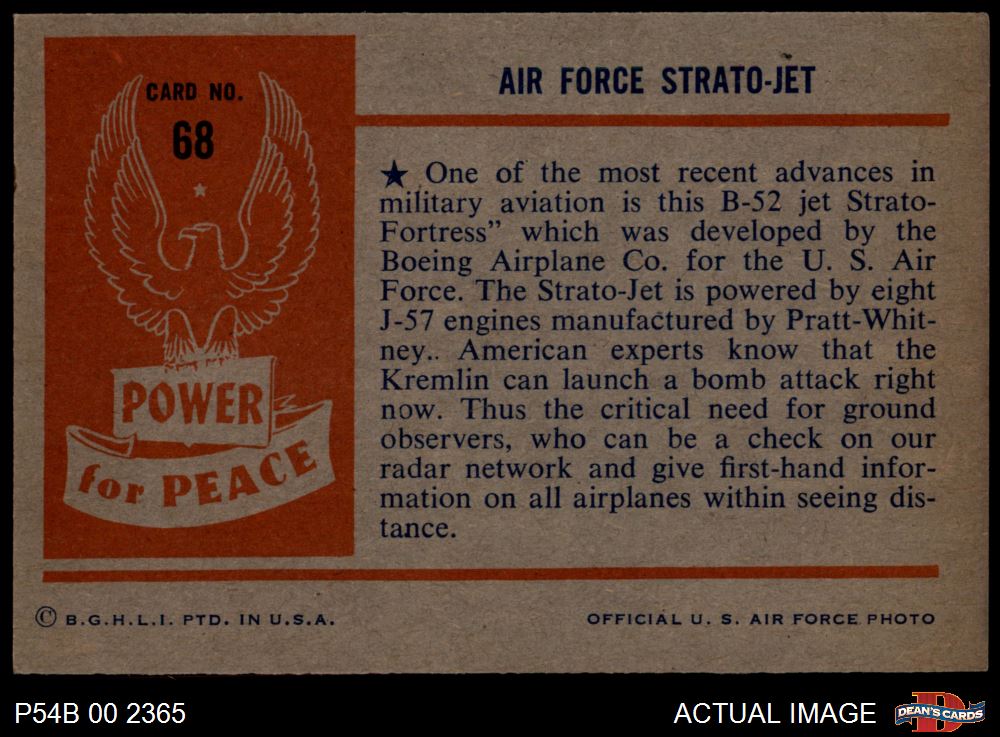 CARD NO.
68
POWER
for PEACE
AIR FORCE STRATO-JET
★ One of the most recent advances in
military aviation is this B-52 jet Strato-
Fortress” which was developed by the
Boeing Airplane Co. for the U. S. Air
Force. The Strato-Jet is powered by eight
J-57 engines manufactured by Pratt-Whit-
ney.. American experts know that the
Kremlin can launch a bomb attack right
now. Thus the critical need for ground
observers, who can be a check on our
radar network and give first-hand infor-
mation on all airplanes within seeing dis-
tance.
© B.G.H.L.I. PTD. IN U.S.A.
OFFICIAL U. S. AIR FORCE PHOTO
P54B 00 2365
ACTUAL IMAGE
DEAN'S CARDS